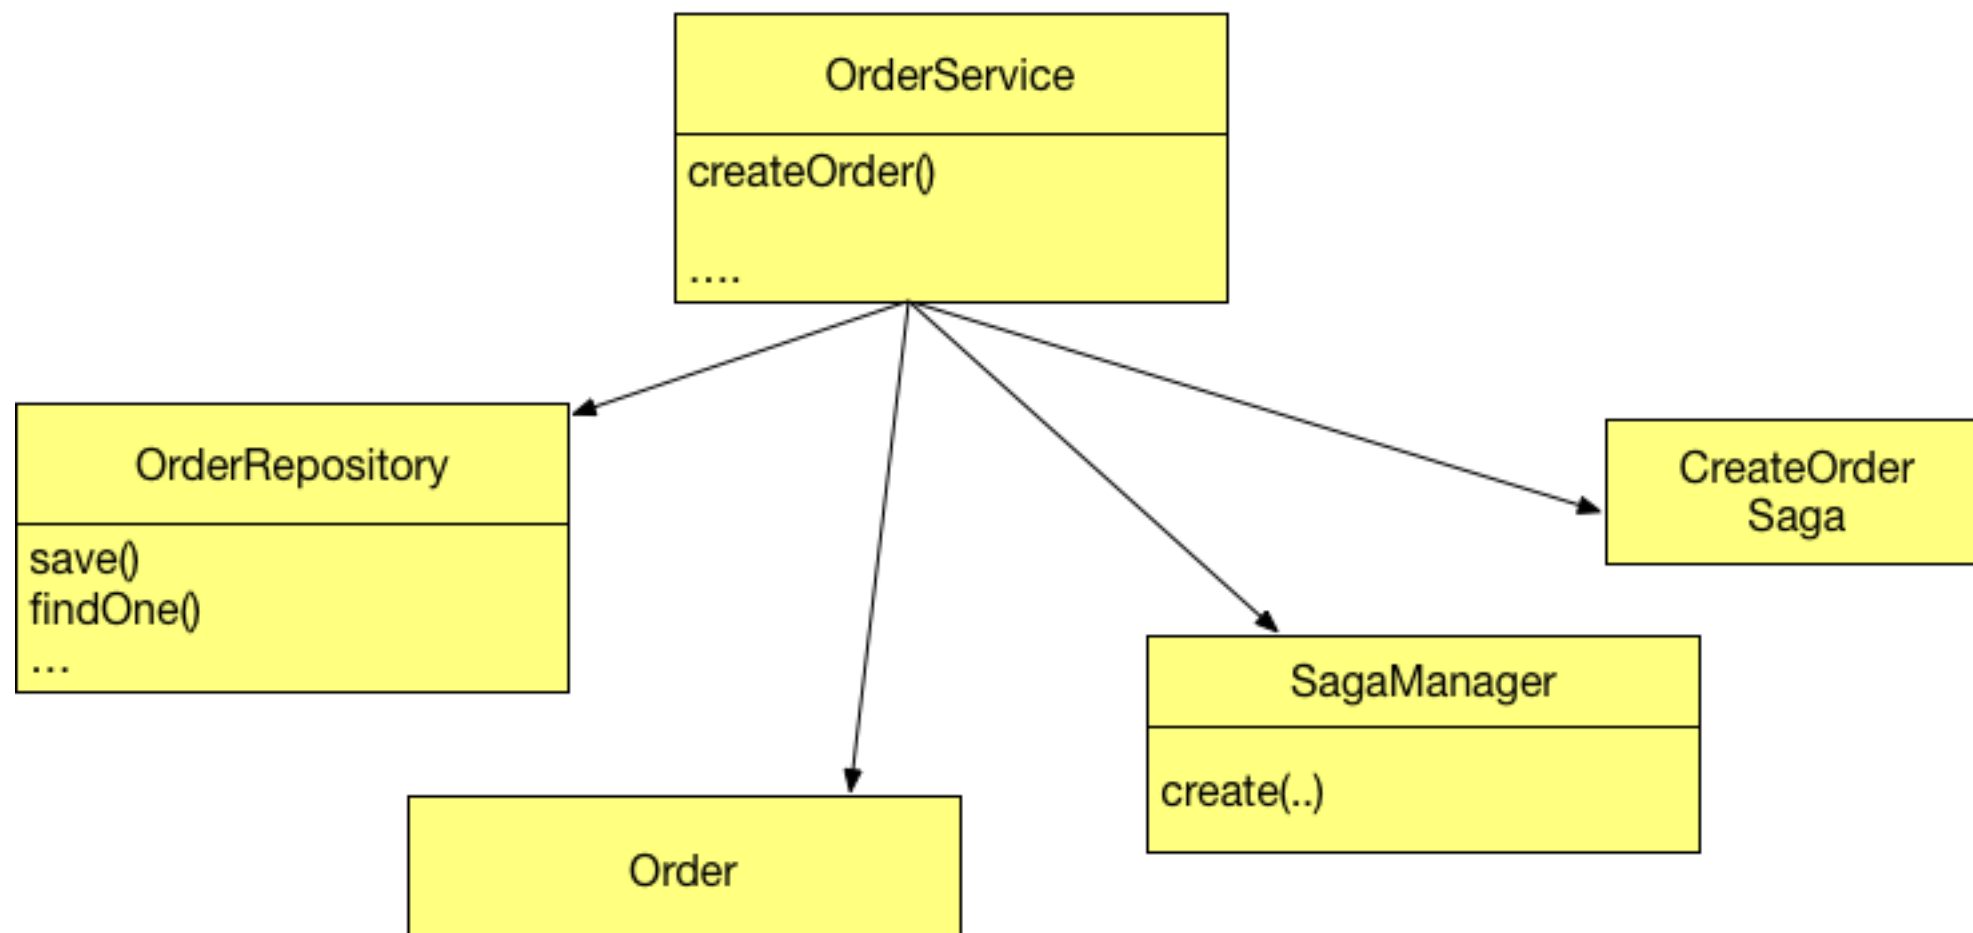 OrderService
createOrder()
....
OrderRepository
save()
findOne()
...
CreateOrder
Saga
SagaManager
create(..)
Order